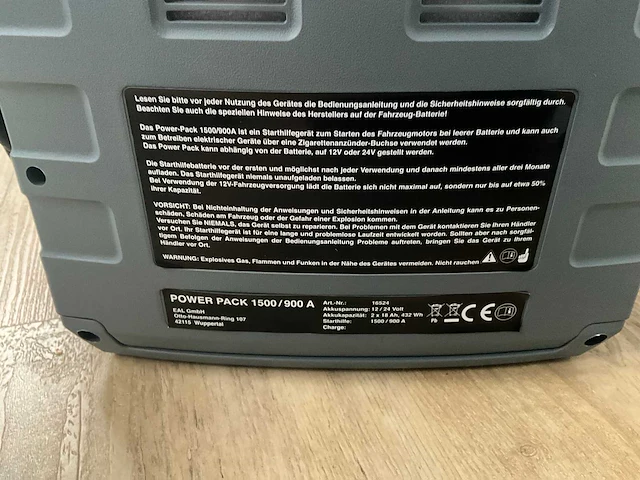 Lesen Sie bitte vor jeder Nutzung des Gerätes die Bedienungsanleitung und die Sicherheitshinweise sorgfältig durch.
Beachten Sie auch die speziellen Hinweise des Herstellers auf der Fahrzeug-Batterie!
Das Power-Pack 1500/900A ist ein Starthilfegerät zum Starten des Fahrzeugmotors bei leerer Batterie und kann auch
zum Betreiben elektrischer Geräte über eine Zigarettenanzünder-Buchse verwendet werden.
Das Power Pack kann abhängig von der Batterie, auf 12V oder 24V gestellt werden.
Die Starthilfebatterie vor der ersten und möglichst nach jeder Verwendung und danach mindestens aller drei Monate
aufladen. Das Starthilfegerät niemals unaufgeladen belassen.
Bei Verwendung der 12V-Fahrzeugversorgung lädt die Batterie sich nicht maximal auf, sondern nur bis auf etwa 50%
ihrer Kapazität.
VORSICHT: Bei Nichteinhaltung der Anweisungen und Sicherheitshinweisen in der Anleitung kann es zu Personen-
schäden, Schäden am Fahrzeug oder der Gefahr einer Explosion kommen.
Versuchen Sie NIEMALS, das Gerät selbst zu reparieren. Bei Problemen mit dem Gerät kontaktieren Sie Ihren Händler
vor Ort. Ihr Starthilfegerät ist für eine lange und problemlose Laufzeit entwickelt worden. Sollten aber nach sorgfäl-
tigem Befolgen der Anweisungen der Bedienungsanleitung Probleme auftreten, bringen Sie das Gerät zu Ihrem
Händler vor Ort.
WARNUNG: Explosives Gas, Flammen und Funken in der Nähe des Gerätes vermeiden. Nicht rauchen
POWER PACK 1500/900 A
EAL GmbH
Otto-Hausmann-Ring 107
42115 Wuppertal
Art.-Nr.: 16524
Akkuspannung: 12 / 24 Volt
Akkukapazität: 2 x 18 Ah, 432 Wh
Starthilfe: 1500 / 900 A
Charge:
Pb
CE